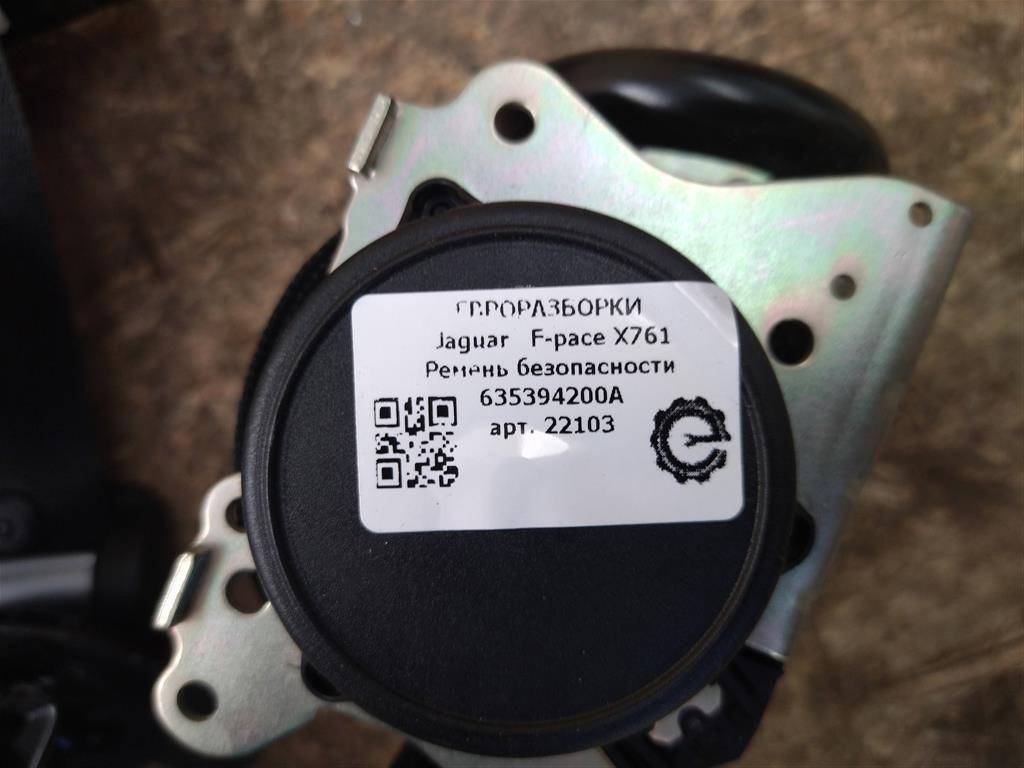 ЕВРОРАЗБОРКИ
Jaguar F-pace X761
Ремень безопасности
635394200A
арт. 22103